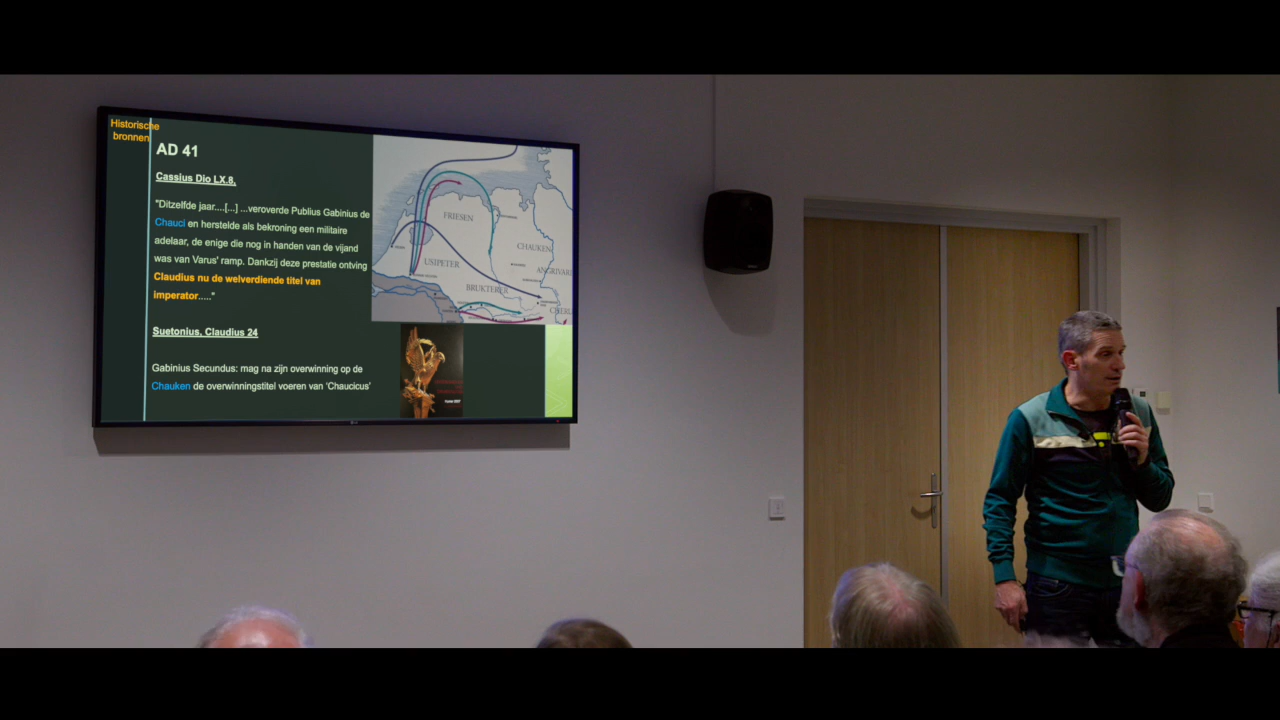 Historische
bronnen
AD 41
Cassius Dio LX.8,
"Ditzelfde jaar....[...] ...veroverde Publius Gabinius de
Chauci en herstelde als bekroning een militaire
adelaar, de enige die nog in handen van de vijand
was van Varus' ramp. Dankzij deze prestatie ontving
Claudius nu de welverdiende titel van
imperator....."
Suetonius, Claudius 24
Gabinius Secundus: mag na zijn overwinning op de
Chauken de overwinningstitel voeren van 'Chaucicus'
FRIESEN
CHAUKEN
USIPETER
ANGRIVARI
BRUKTERER
CHERU
LG